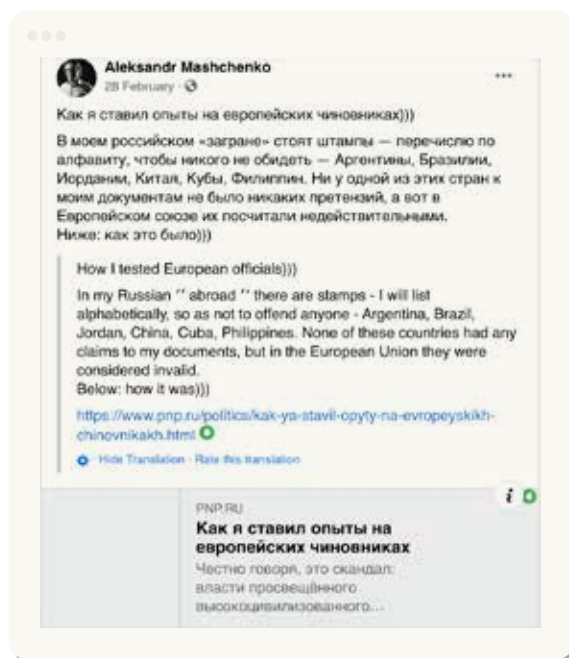 Aleksandr Mashchenko
28 February
Как я ставил опыты на европейских чиновниках)))
В моем российском «загране» стоят штампы — перечислю по
алфавиту, чтобы никого не обидеть — Аргентины, Бразилии,
Иордании, Китая, Кубы, Филиппин. Ни у одной из этих стран к
моим документам не было никаких претензий, а вот в
Европейском союзе их посчитали недействительными.
Ниже: как это было)))
How I tested European officials)))
In my Russian " abroad " there are stamps - I will list
alphabetically, so as not to offend anyone - Argentina, Brazil,
Jordan, China, Cuba, Philippines. None of these countries had any
claims to my documents, but in the European Union they were
considered invalid.
Below: how it was)))
https://www.pnp.ru/politics/kak-ya-stavil-opyty-na-evropeyskikh-
chinovnikakh.html
Hide Translation · Rate this translation
PNP.RU
Как я ставил опыты на
европейских чиновниках
Честно говоря, это скандал:
власти просвещённого
высокоцивилизованного...